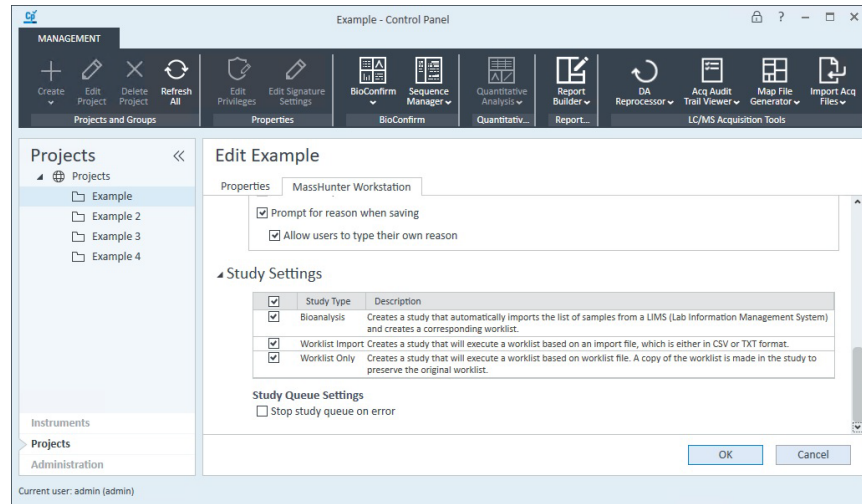 Cp
Example - Control Panel
?
MANAGEMENT
Create
Edit Project
Delete Project
Refresh All
Projects and Groups
Edit Privileges
Edit Signature Settings
Properties
BioConfirm
Sequence Manager
BioConfirm
Quantitative Analysis
Quantitativ...
Report Builder
Report...
DA Reprocessor
Acq Audit Trail Viewer
Map File Generator
Import Acq Files
LC/MS Acquisition Tools
Projects
Projects
Example
Example 2
Example 3
Example 4
Instruments
Projects
Administration
Edit Example
Properties
MassHunter Workstation
Prompt for reason when saving
Allow users to type their own reason
Study Settings
Study Type Description
Bioanalysis Creates a study that automatically imports the list of samples from a LIMS (Lab Information Management System)
and creates a corresponding worklist.
Worklist Import Creates a study that will execute a worklist based on an import file, which is either in CSV or TXT format.
Worklist Only Creates a study that will execute a worklist based on worklist file. A copy of the worklist is made in the study to
preserve the original worklist.
Study Queue Settings
Stop study queue on error
OK
Cancel
Current user: admin (admin)